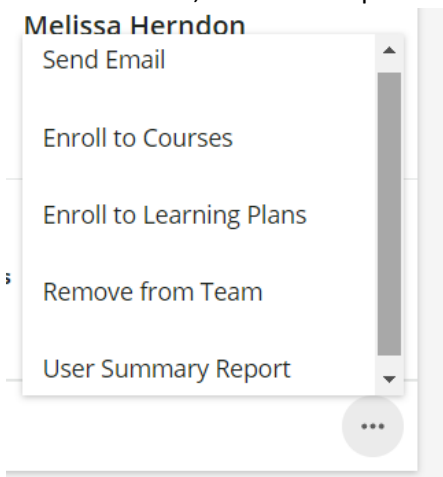 Melissa Herndon
Send Email
Enroll to Courses
Enroll to Learning Plans
s
Remove from Team
User Summary Report